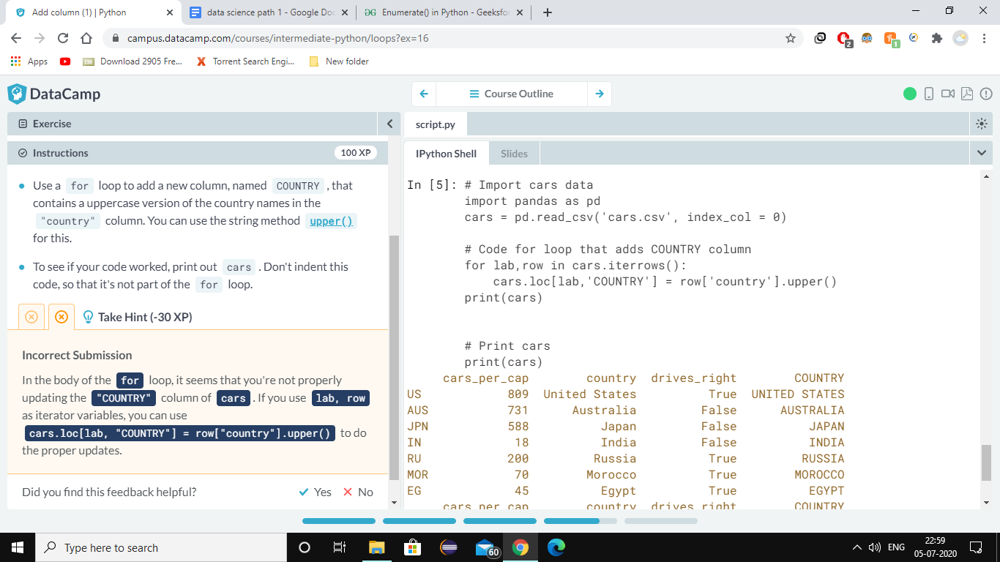 Add column (1) | Python
data science path 1 - Google Doc
Enumerate() in Python - Geeksfor
campus.datacamp.com/courses/intermediate-python/loops?ex=16
2
1
Apps
Download 2905 Fre...
Torrent Search Engi...
New folder
DataCamp
Course Outline
Exercise
Instructions
100 XP
Use a for loop to add a new column, named COUNTRY , that
contains a uppercase version of the country names in the
"country" column. You can use the string method upper()
for this.
To see if your code worked, print out cars . Don't indent this
code, so that it's not part of the for loop.
Take Hint (-30 XP)
Incorrect Submission
In the body of the for loop, it seems that you're not properly
updating the "COUNTRY" column of cars . If you use lab, row
as iterator variables, you can use
cars.loc[lab, "COUNTRY"] = row["country"].upper() to do
the proper updates.
Did you find this feedback helpful?
Yes
No
script.py
IPython Shell
Slides
In [5]: # Import cars data
import pandas as pd
cars = pd.read_csv('cars.csv', index_col = 0)
# Code for loop that adds COUNTRY column
for lab,row in cars.iterrows():
cars.loc[lab,'COUNTRY'] = row['country'].upper()
print(cars)
# Print cars
print(cars)
cars_per_cap country drives_right COUNTRY
US 809 United States True UNITED STATES
AUS 731 Australia False AUSTRALIA
JPN 588 Japan False JAPAN
IN 18 India False INDIA
RU 200 Russia True RUSSIA
MOR 70 Morocco True MOROCCO
EG 45 Egypt True EGYPT
cars_per_cap country drives_right COUNTRY
Type here to search
60
ENG
22:59
05-07-2020